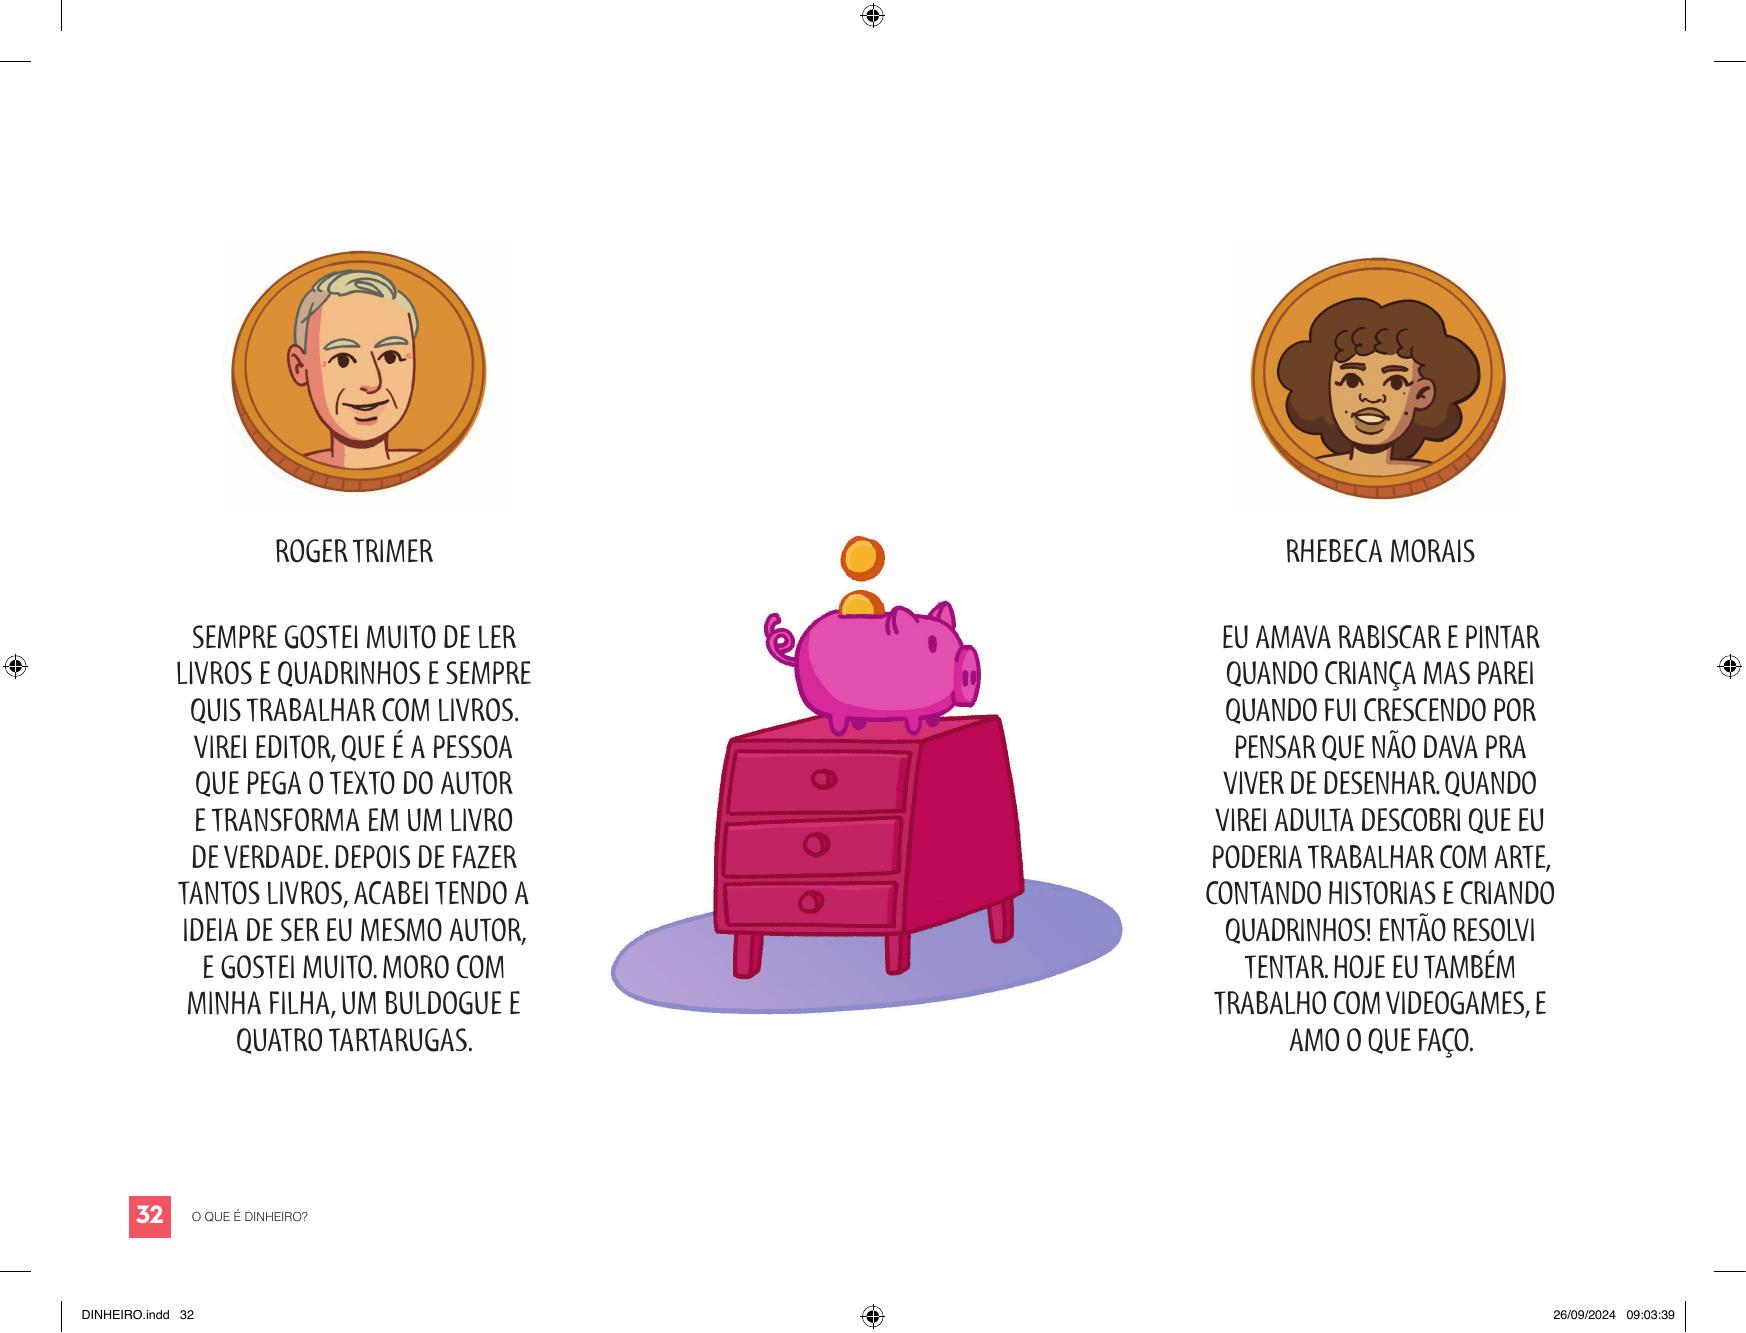 ROGER TRIMER
SEMPRE GOSTEI MUITO DE LER
LIVROS E QUADRINHOS E SEMPRE
QUIS TRABALHAR COM LIVROS.
VIREI EDITOR, QUE É A PESSOA
QUE PEGA O TEXTO DO AUTOR
E TRANSFORMA EM UM LIVRO
DE VERDADE. DEPOIS DE FAZER
TANTOS LIVROS, ACABEI TENDO A
IDEIA DE SER EU MESMO AUTOR,
E GOSTEI MUITO. MORO COM
MINHA FILHA, UM BULDOGUE E
QUATRO TARTARUGAS.
RHEBECA MORAIS
EU AMAVA RABISCAR E PINTAR
QUANDO CRIANÇA MAS PAREI
QUANDO FUI CRESCENDO POR
PENSAR QUE NÃO DAVA PRA
VIVER DE DESENHAR. QUANDO
VIREI ADULTA DESCOBRI QUE EU
PODERIA TRABALHAR COM ARTE,
CONTANDO HISTORIAS E CRIANDO
QUADRINHOS! ENTÃO RESOLVI
TENTAR. HOJE EU TAMBÉM
TRABALHO COM VIDEOGAMES, E
AMO O QUE FAÇO.
32 O QUE É DINHEIRO?
DINHEIRO.indd 32 26/09/2024 09:03:39